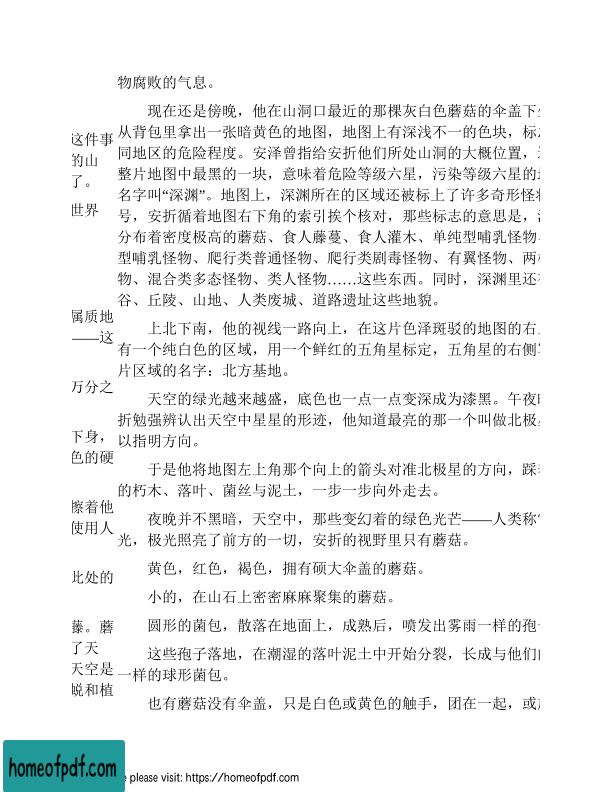 物腐败的气息。
现在还是傍晚，他在山洞口最近的那棵灰白色蘑菇的伞盖下
从背包里拿出一张暗黄色的地图，地图上有深浅不一的色块，标
同地区的危险程度。安泽曾指给安折他们所处山洞的大概位置，
整片地图中最黑的一块，意味着危险等级六星，污染等级六星的
名字叫“深渊”。地图上，深渊所在的区域还被标上了许多奇形怪
号，安折循着地图右下角的索引挨个核对，那些标志的意思是，
分布着密度极高的蘑菇、食人藤蔓、食人灌木、单纯型哺乳怪物
型哺乳怪物、爬行类普通怪物、爬行类剧毒怪物、有翼怪物、两
物、混合类多态怪物、类人怪物……这些东西。同时，深渊里还
谷、丘陵、山地、人类废城、道路遗址这些地貌。
上北下南，他的视线一路向上，在这片色泽斑驳的地图的右
有一个纯白色的区域，用一个鲜红的五角星标定，五角星的右侧
片区域的名字：北方基地。
天空的绿光越来越盛，底色也一点一点变深成为漆黑。午夜
折勉强辨认出天空中星星的形迹，他知道最亮的那一个叫做北极
以指明方向。
于是他将地图左上角那个向上的箭头对准北极星的方向，踩
的朽木、落叶、菌丝与泥土，一步一步向外走去。
夜晚并不黑暗，天空中，那些变幻着的绿色光芒——人类称
光，极光照亮了前方的一切，安折的视野里只有蘑菇。
黄色，红色，褐色，拥有硕大伞盖的蘑菇。
小的，在山石上密密麻麻聚集的蘑菇。
圆形的菌包，散落在地面上，成熟后，喷发出雾雨一样的孢
这些孢子落地，在潮湿的落叶泥土中开始分裂，长成与他们
一样的球形菌包。
也有蘑菇没有伞盖，只是白色或黄色的触手，团在一起，或
这件事
的山
了。
世界
属质地
——这
万分之
下身，
色的硬
擦着他
使用人
此处的
藤。蘑
了天
天空是
蜕和植
homeofpdf.com
please visit: https://homeofpdf.com